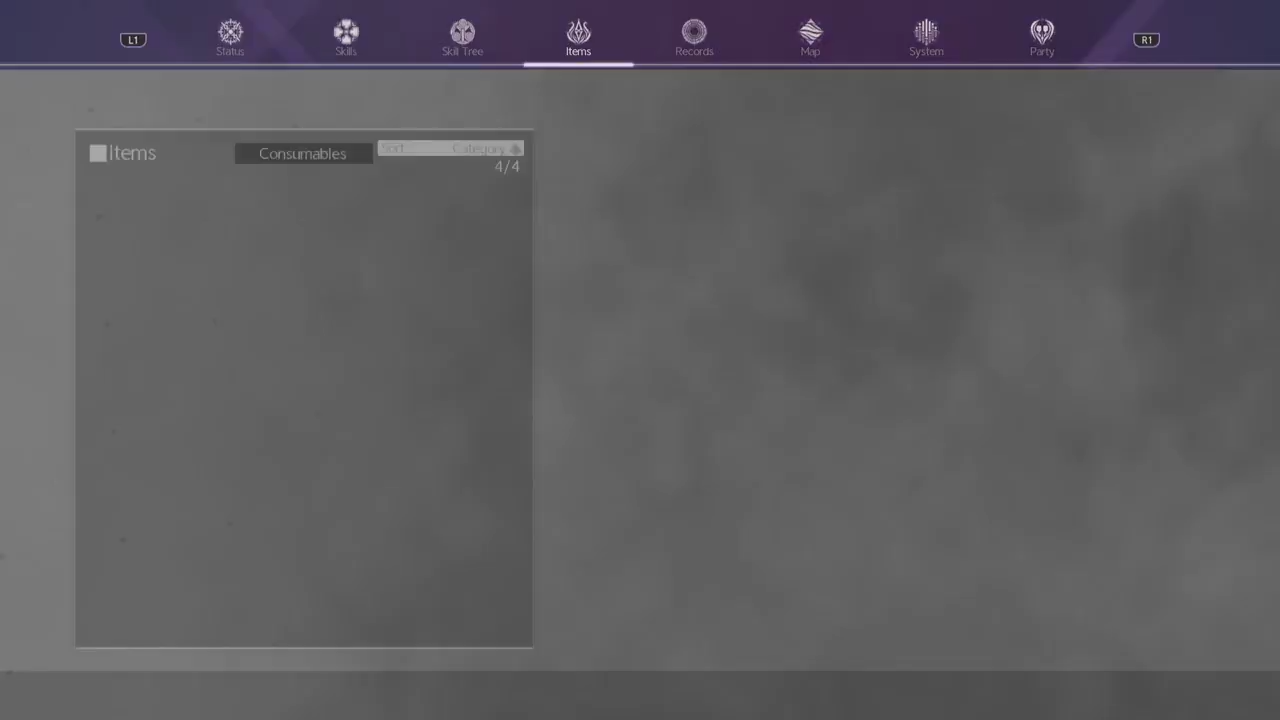 L1 Status Skills Skill Tree Items Records Map System Party R1
Items Consumables Sort Category
4/4